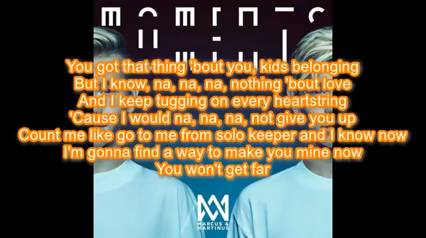 moments
You got that thing 'bout you, kids belonging
But I know, na, na, na, nothing 'bout love
And I keep tugging on every heartstring
'Cause I would na, na, na, not give you up
Count me like go to me from solo keeper and I know now
I'm gonna find a way to make you mine now
You won't get far
MARCUS &
MARTINUS